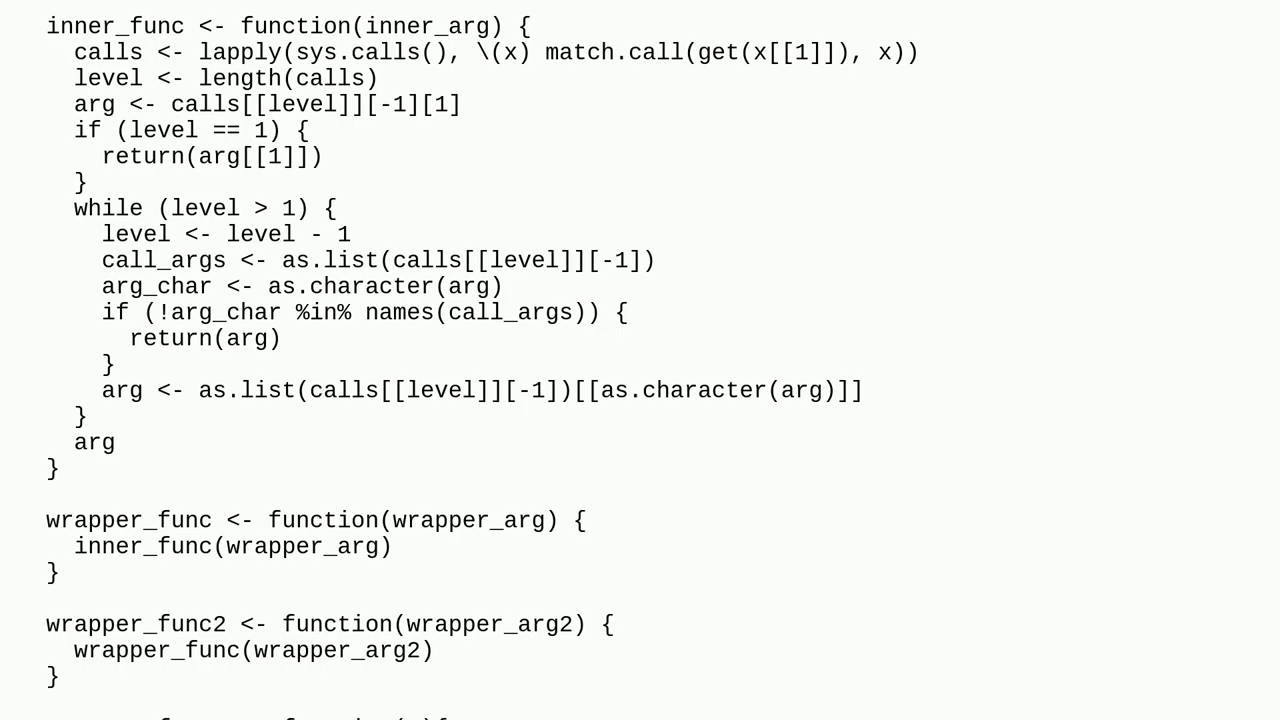 inner_func <- function(inner_arg) {
  calls <- lapply(sys.calls(), \(x) match.call(get(x[[1]]), x))
  level <- length(calls)
  arg <- calls[[level]][-1][1]
  if (level == 1) {
    return(arg[[1]])
  }
  while (level > 1) {
    level <- level - 1
    call_args <- as.list(calls[[level]][-1])
    arg_char <- as.character(arg)
    if (!arg_char %in% names(call_args)) {
      return(arg)
    }
    arg <- as.list(calls[[level]][-1])[[as.character(arg)]]
  }
  arg
}

wrapper_func <- function(wrapper_arg) {
  inner_func(wrapper_arg)
}

wrapper_func2 <- function(wrapper_arg2) {
  wrapper_func(wrapper_arg2)
}